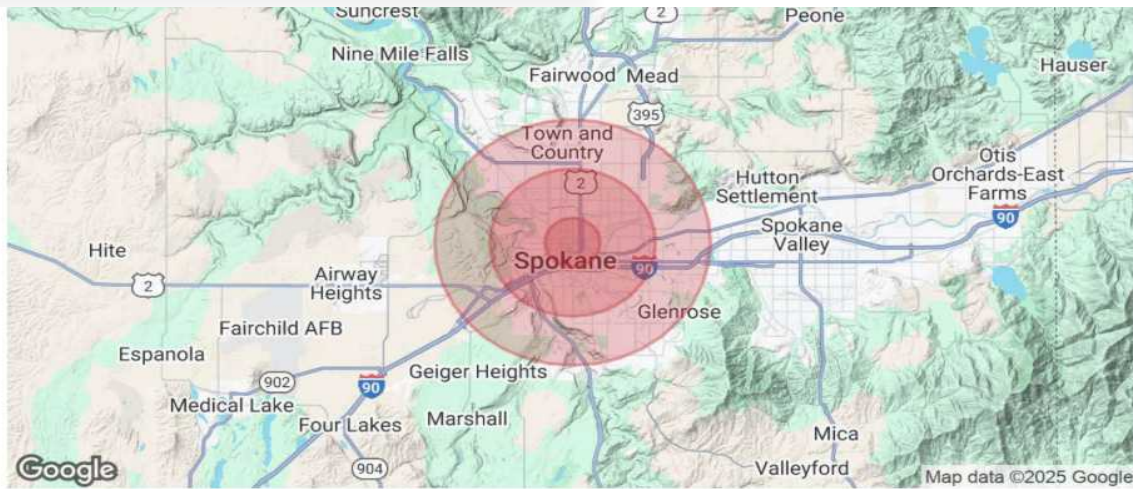 Suncrest
2
Peone
Nine Mile Falls
Hauser
Fairwood
Mead
395
Town and
Country
Otis
Orchards-East
Farms
2
Hutton
Settlement
90
Hite
Spokane
Valley
Spokane
90
Airway
Heights
2
Glenrose
Fairchild AFB
Espanola
Geiger Heights
902
90
Medical Lake
Marshall
Four Lakes
Mica
904
Valleyford
Google
Map data ©2025 Google